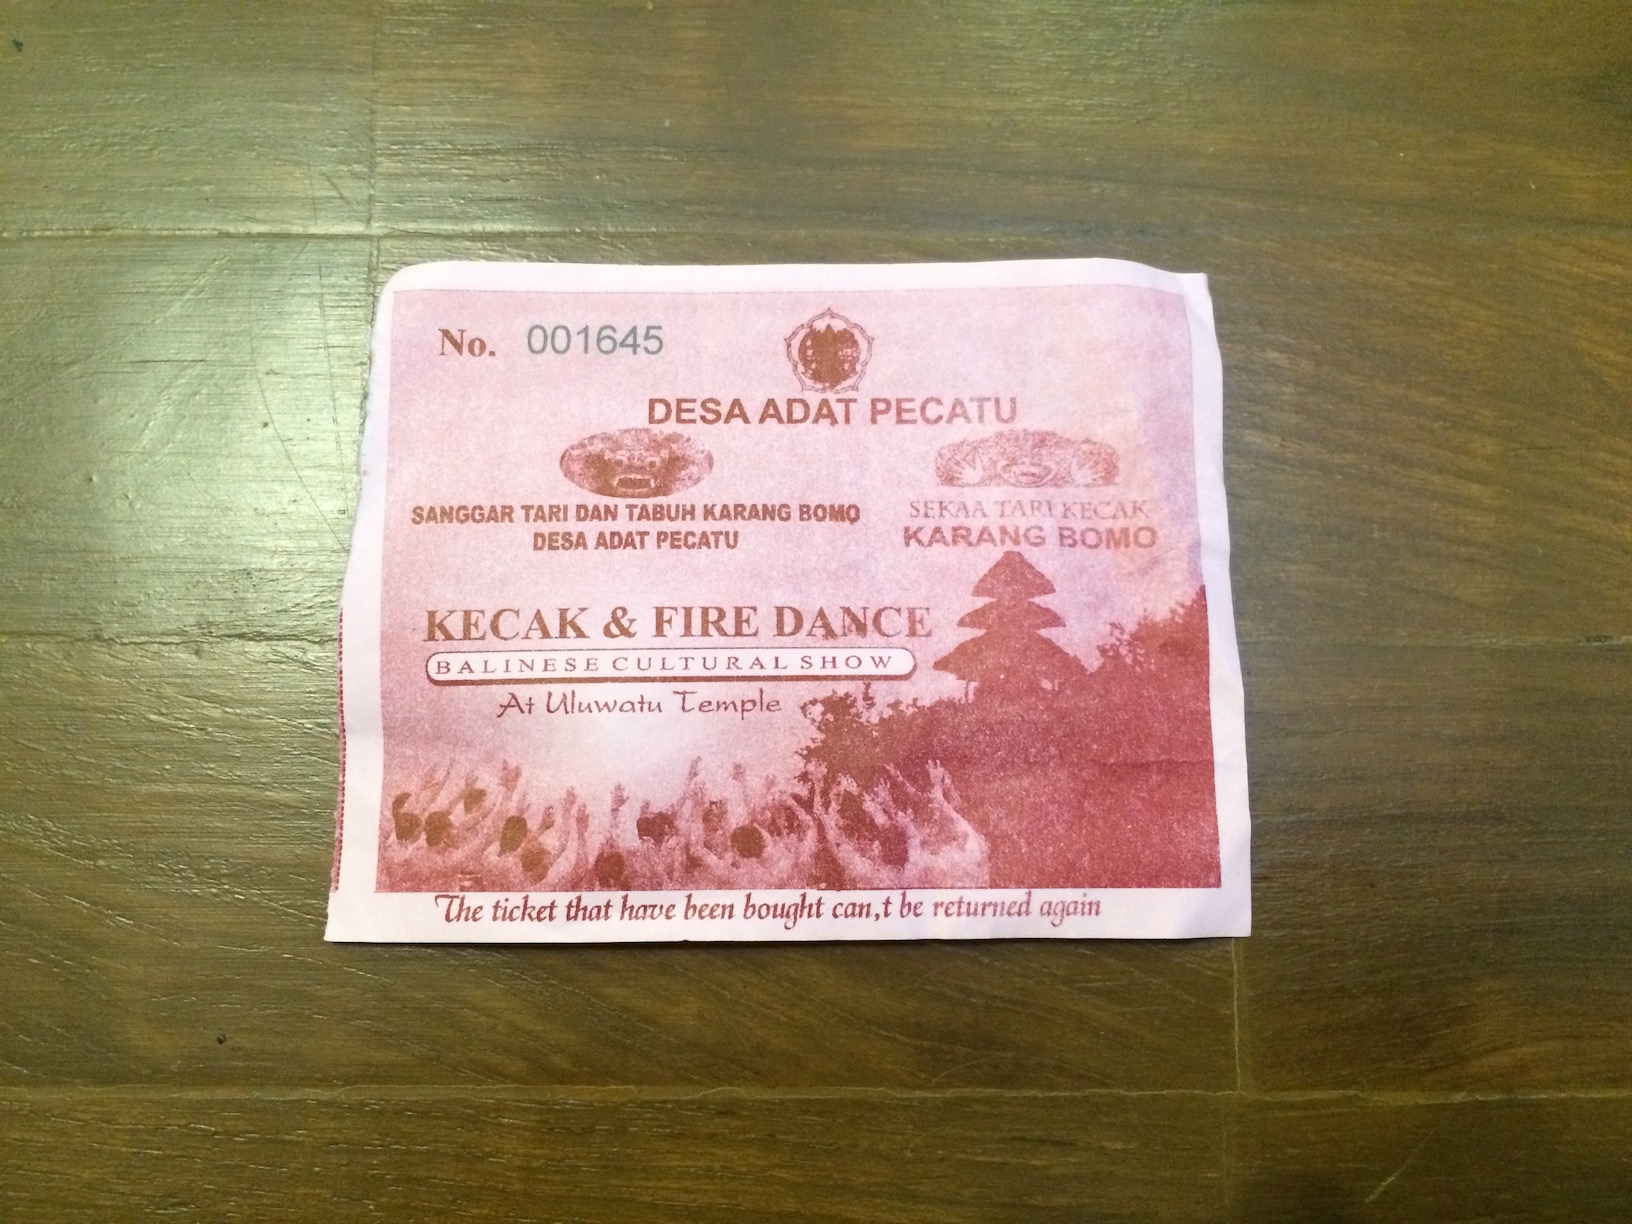 No. 001645
DESA ADAT PECATU
SANGGAR TARI DAN TABUH KARANG BOMO
DESA ADAT PECATU
SEKAA TARI KECAK
KARANG BOMO
KECAK & FIRE DANCE
BALINESE CULTURAL SHOW
At Uluwatu Temple
The ticket that have been bought can,t be returned again